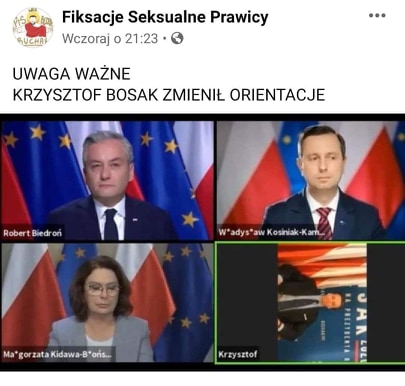 Fiksacje Seksualne Prawicy
Wczoraj o 21:23 •
UWAGA WAŻNE
KRZYSZTOF BOSAK ZMIENIŁ ORIENTACJE
Robert Biedroń
W*adys*aw Kosiniak-Kam...
Ma*gorzata Kidawa-B*ońs...
Krzysztof